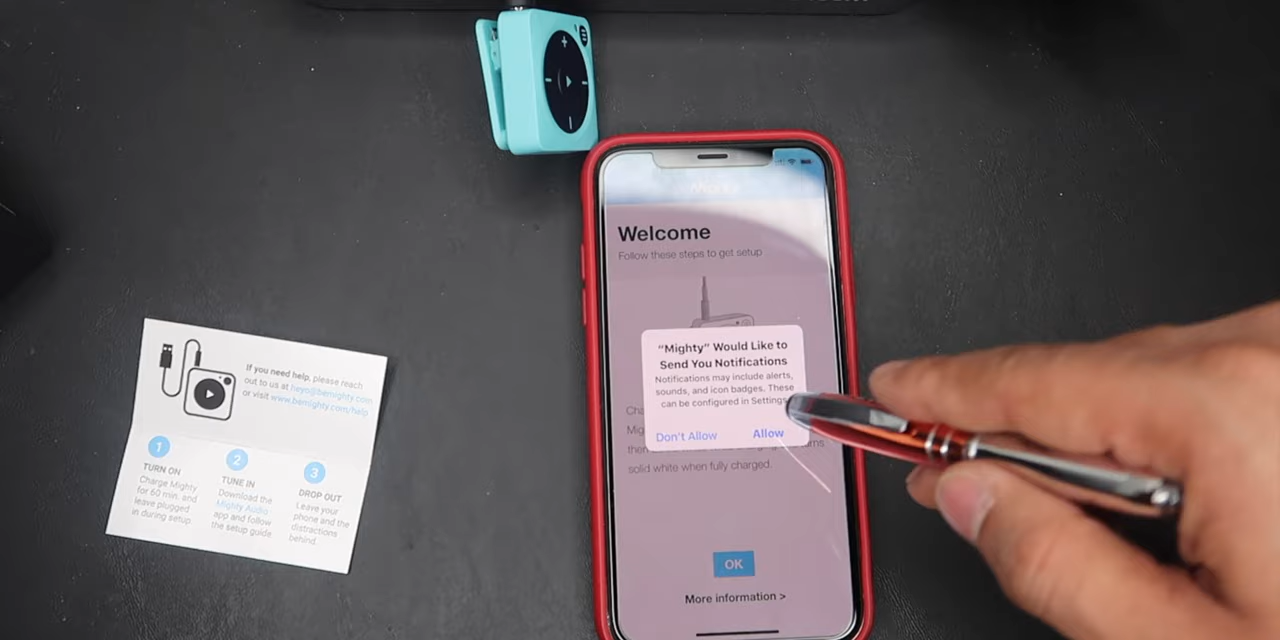 Welcome
Follow these steps to get setup
“Mighty” Would Like to
Send You Notifications
Notifications may include alerts,
sounds, and icon badges. These
can be configured in Settings
Don't Allow
Allow
solid white when fully charged.
OK
More information >
If you need help, please reach
out to us at heyo@bemighty.com
or visit www.bemighty.com/help
1
TURN ON
Charge Mighty
for 60 min. and
leave plugged
in during setup.
2
TUNE IN
Download the
Mighty Audio
app and follow
the setup guide
3
DROP OUT
Leave your
phone and the
distractions
behind.